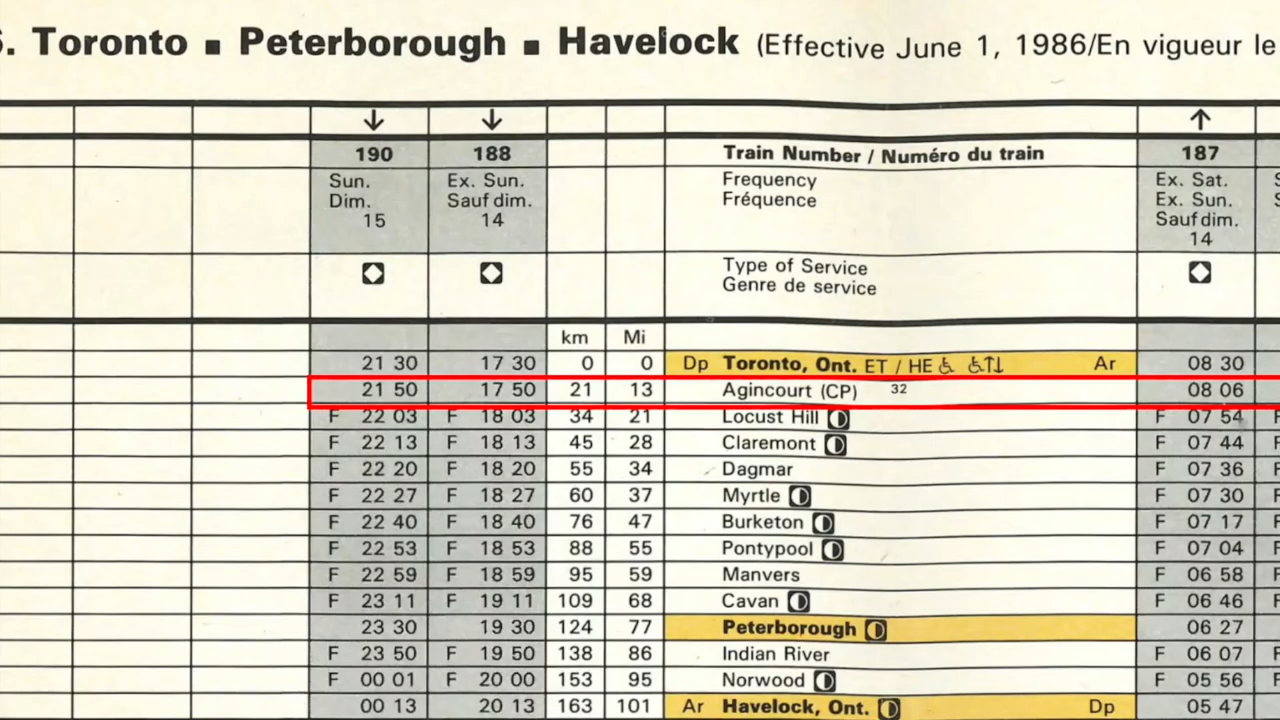 . Toronto ■ Peterborough ■ Havelock (Effective June 1, 1986/En vigueur le
↓ ↓ ↑
190 188 Train Number / Numéro du train 187
Sun. Ex. Sun. Frequency Ex. Sat.
Dim. Sauf dim. Fréquence Ex. Sun.
15 14 Sauf dim.
14
Type of Service
Genre de service
km Mi
21 30 17 30 0 0 Dp Toronto, Ont. ET / HE Ar 08 30
21 50 17 50 21 13 Agincourt (CP) 32 08 06
F 22 03 F 18 03 34 21 Locust Hill F 07 54 F
F 22 13 F 18 13 45 28 Claremont F 07 44 F
F 22 20 F 18 20 55 34 Dagmar F 07 36 F
F 22 27 F 18 27 60 37 Myrtle F 07 30 F
F 22 40 F 18 40 76 47 Burketon F 07 17 F
F 22 53 F 18 53 88 55 Pontypool F 07 04 F
F 22 59 F 18 59 95 59 Manvers F 06 58 F
F 23 11 F 19 11 109 68 Cavan F 06 46 F
23 30 19 30 124 77 Peterborough 06 27
F 23 50 F 19 50 138 86 Indian River F 06 07 F
F 00 01 F 20 00 153 95 Norwood F 05 56 F
00 13 20 13 163 101 Ar Havelock, Ont. Dp 05 47